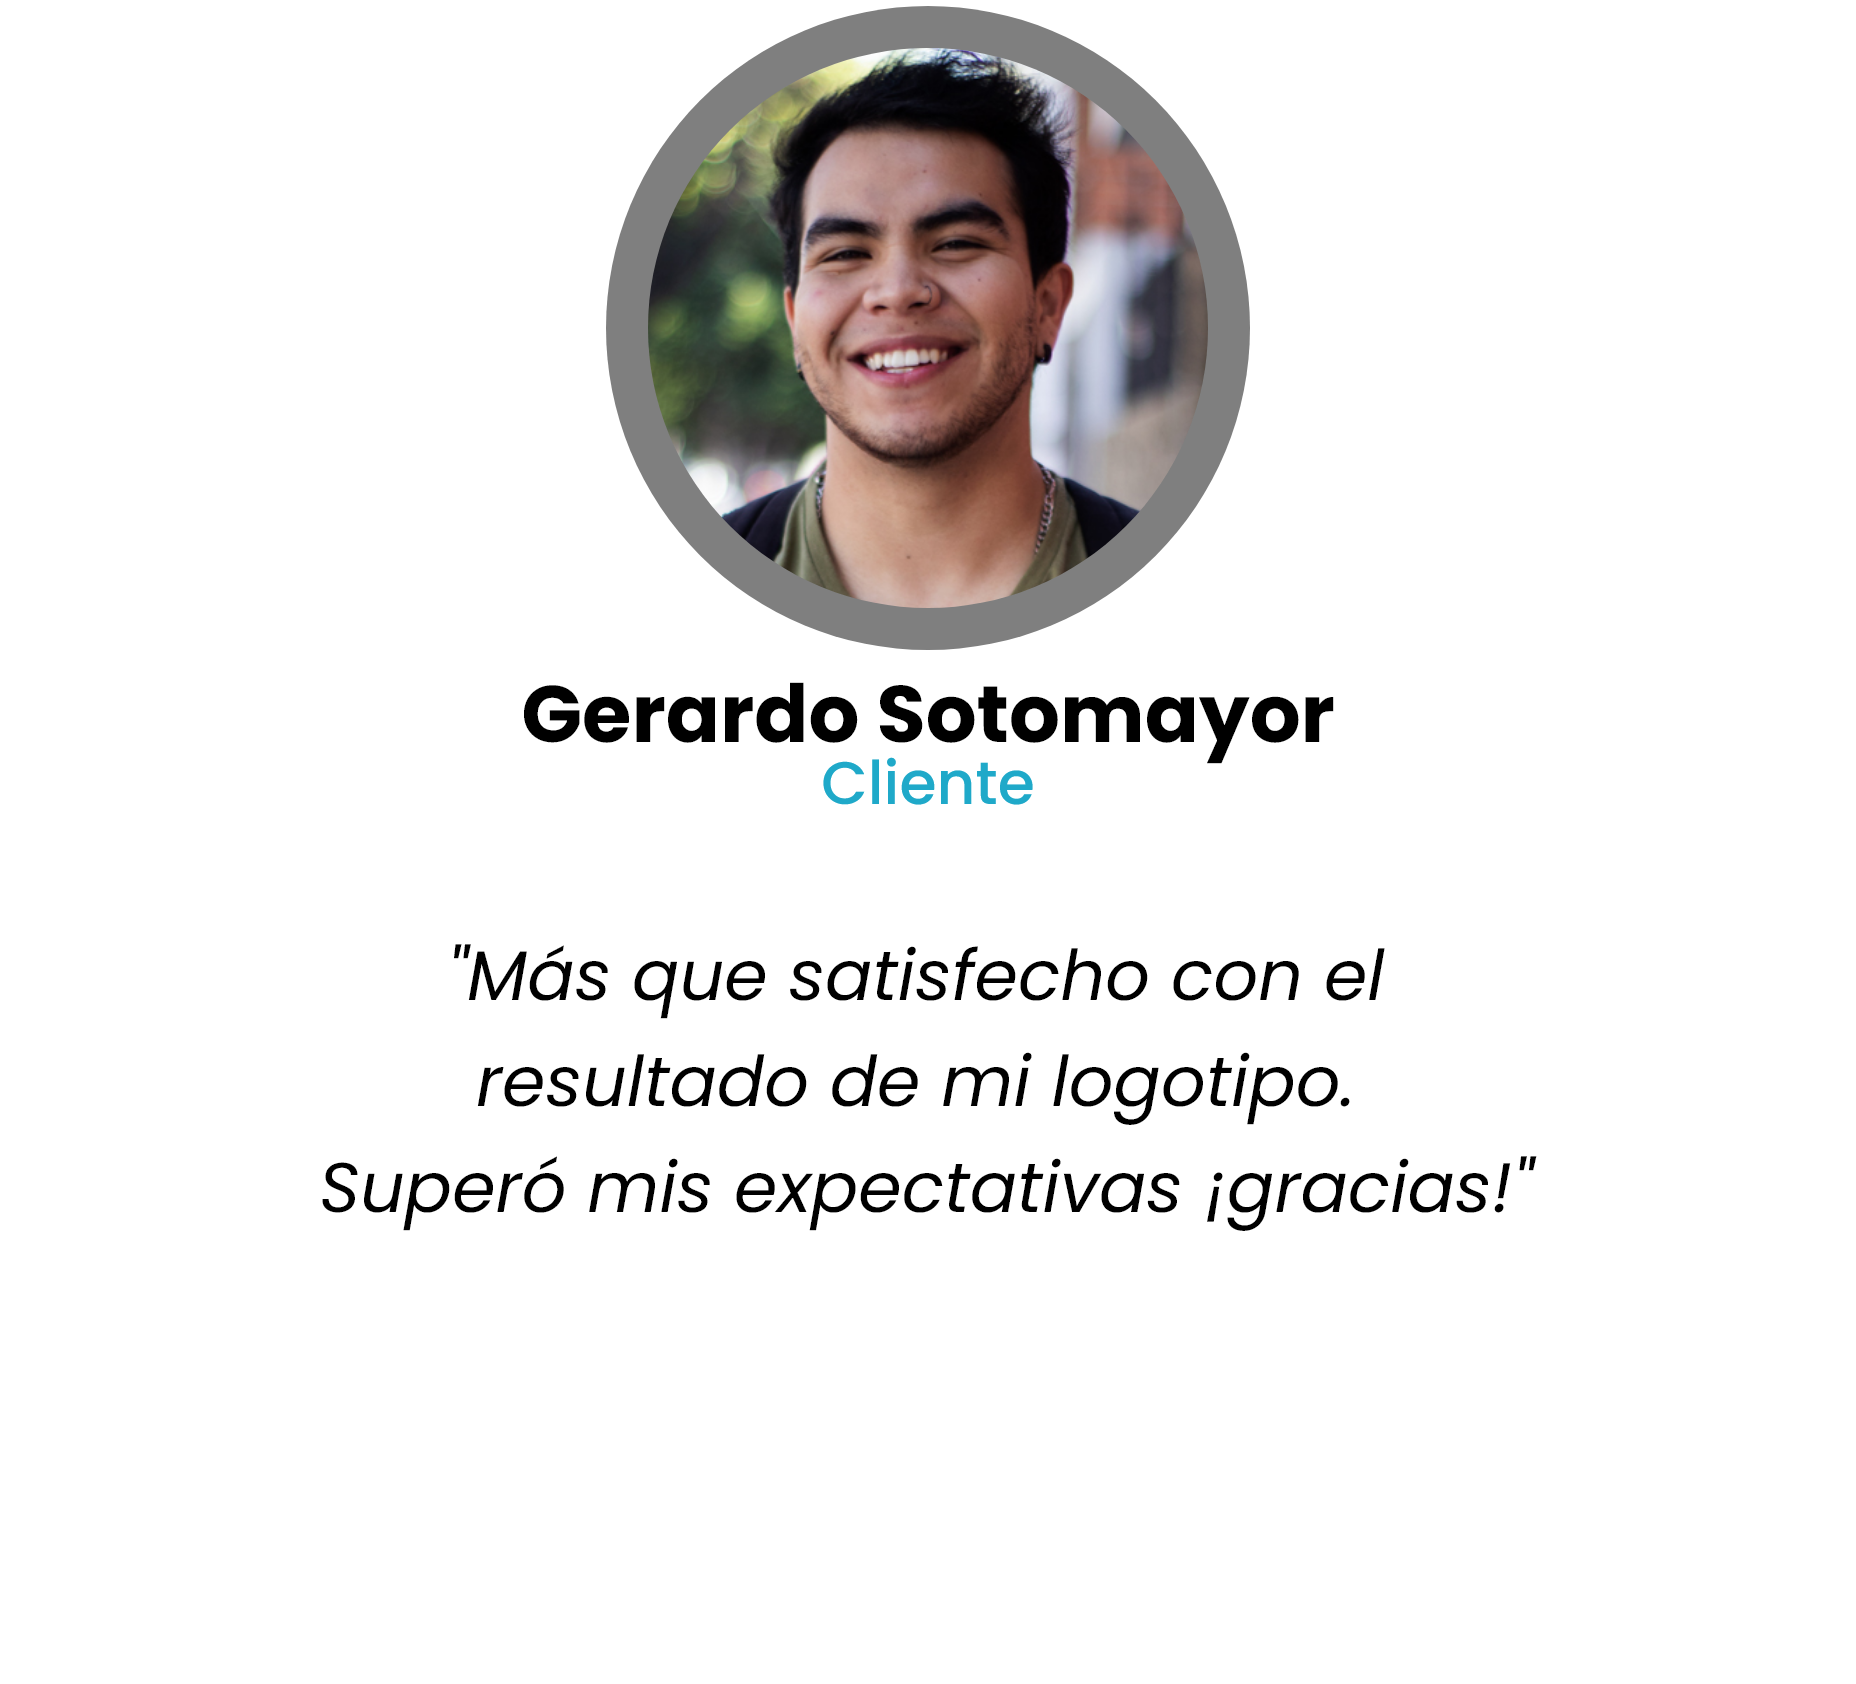 Gerardo Sotomayor
Cliente
"Más que satisfecho con el
resultado de mi logotipo.
Superó mis expectativas ¡gracias!"